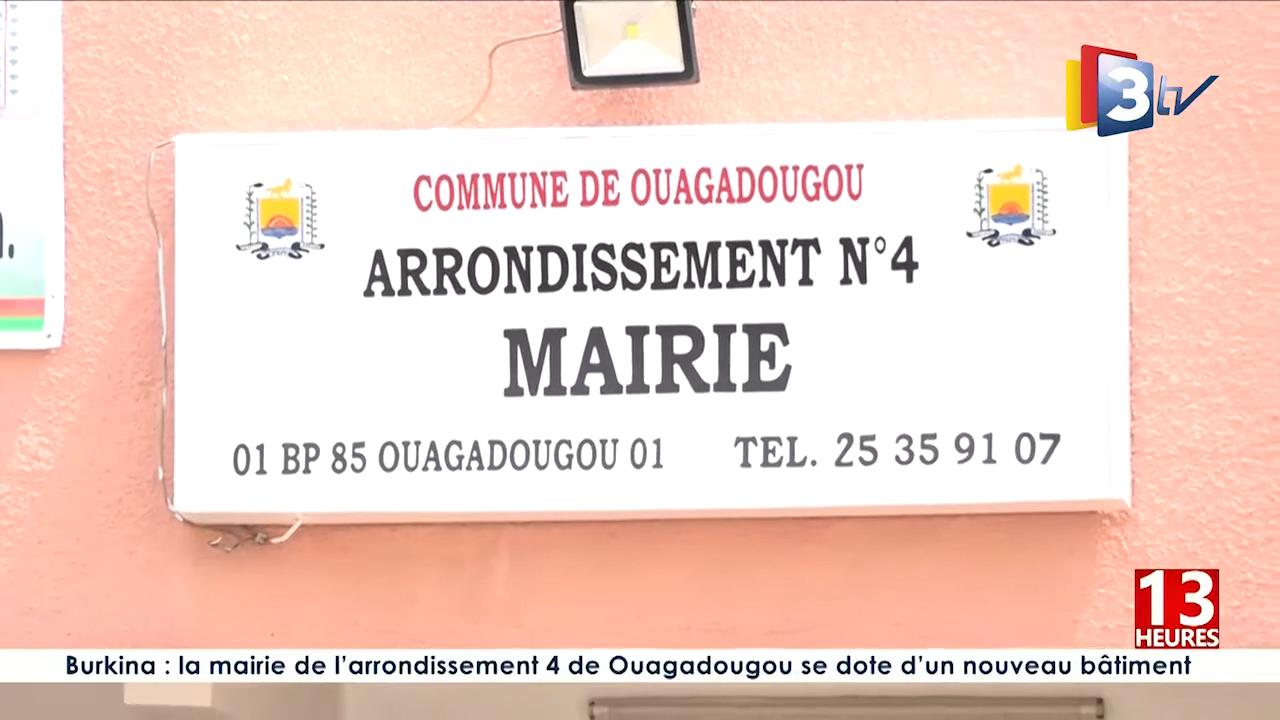 3tv
COMMUNE DE OUAGADOUGOU
ARRONDISSEMENT N°4
MAIRIE
01 BP 85 OUAGADOUGOU 01 TEL. 25 35 91 07
13
HEURES
Burkina : la mairie de l'arrondissement 4 de Ouagadougou se dote d'un nouveau bâtiment